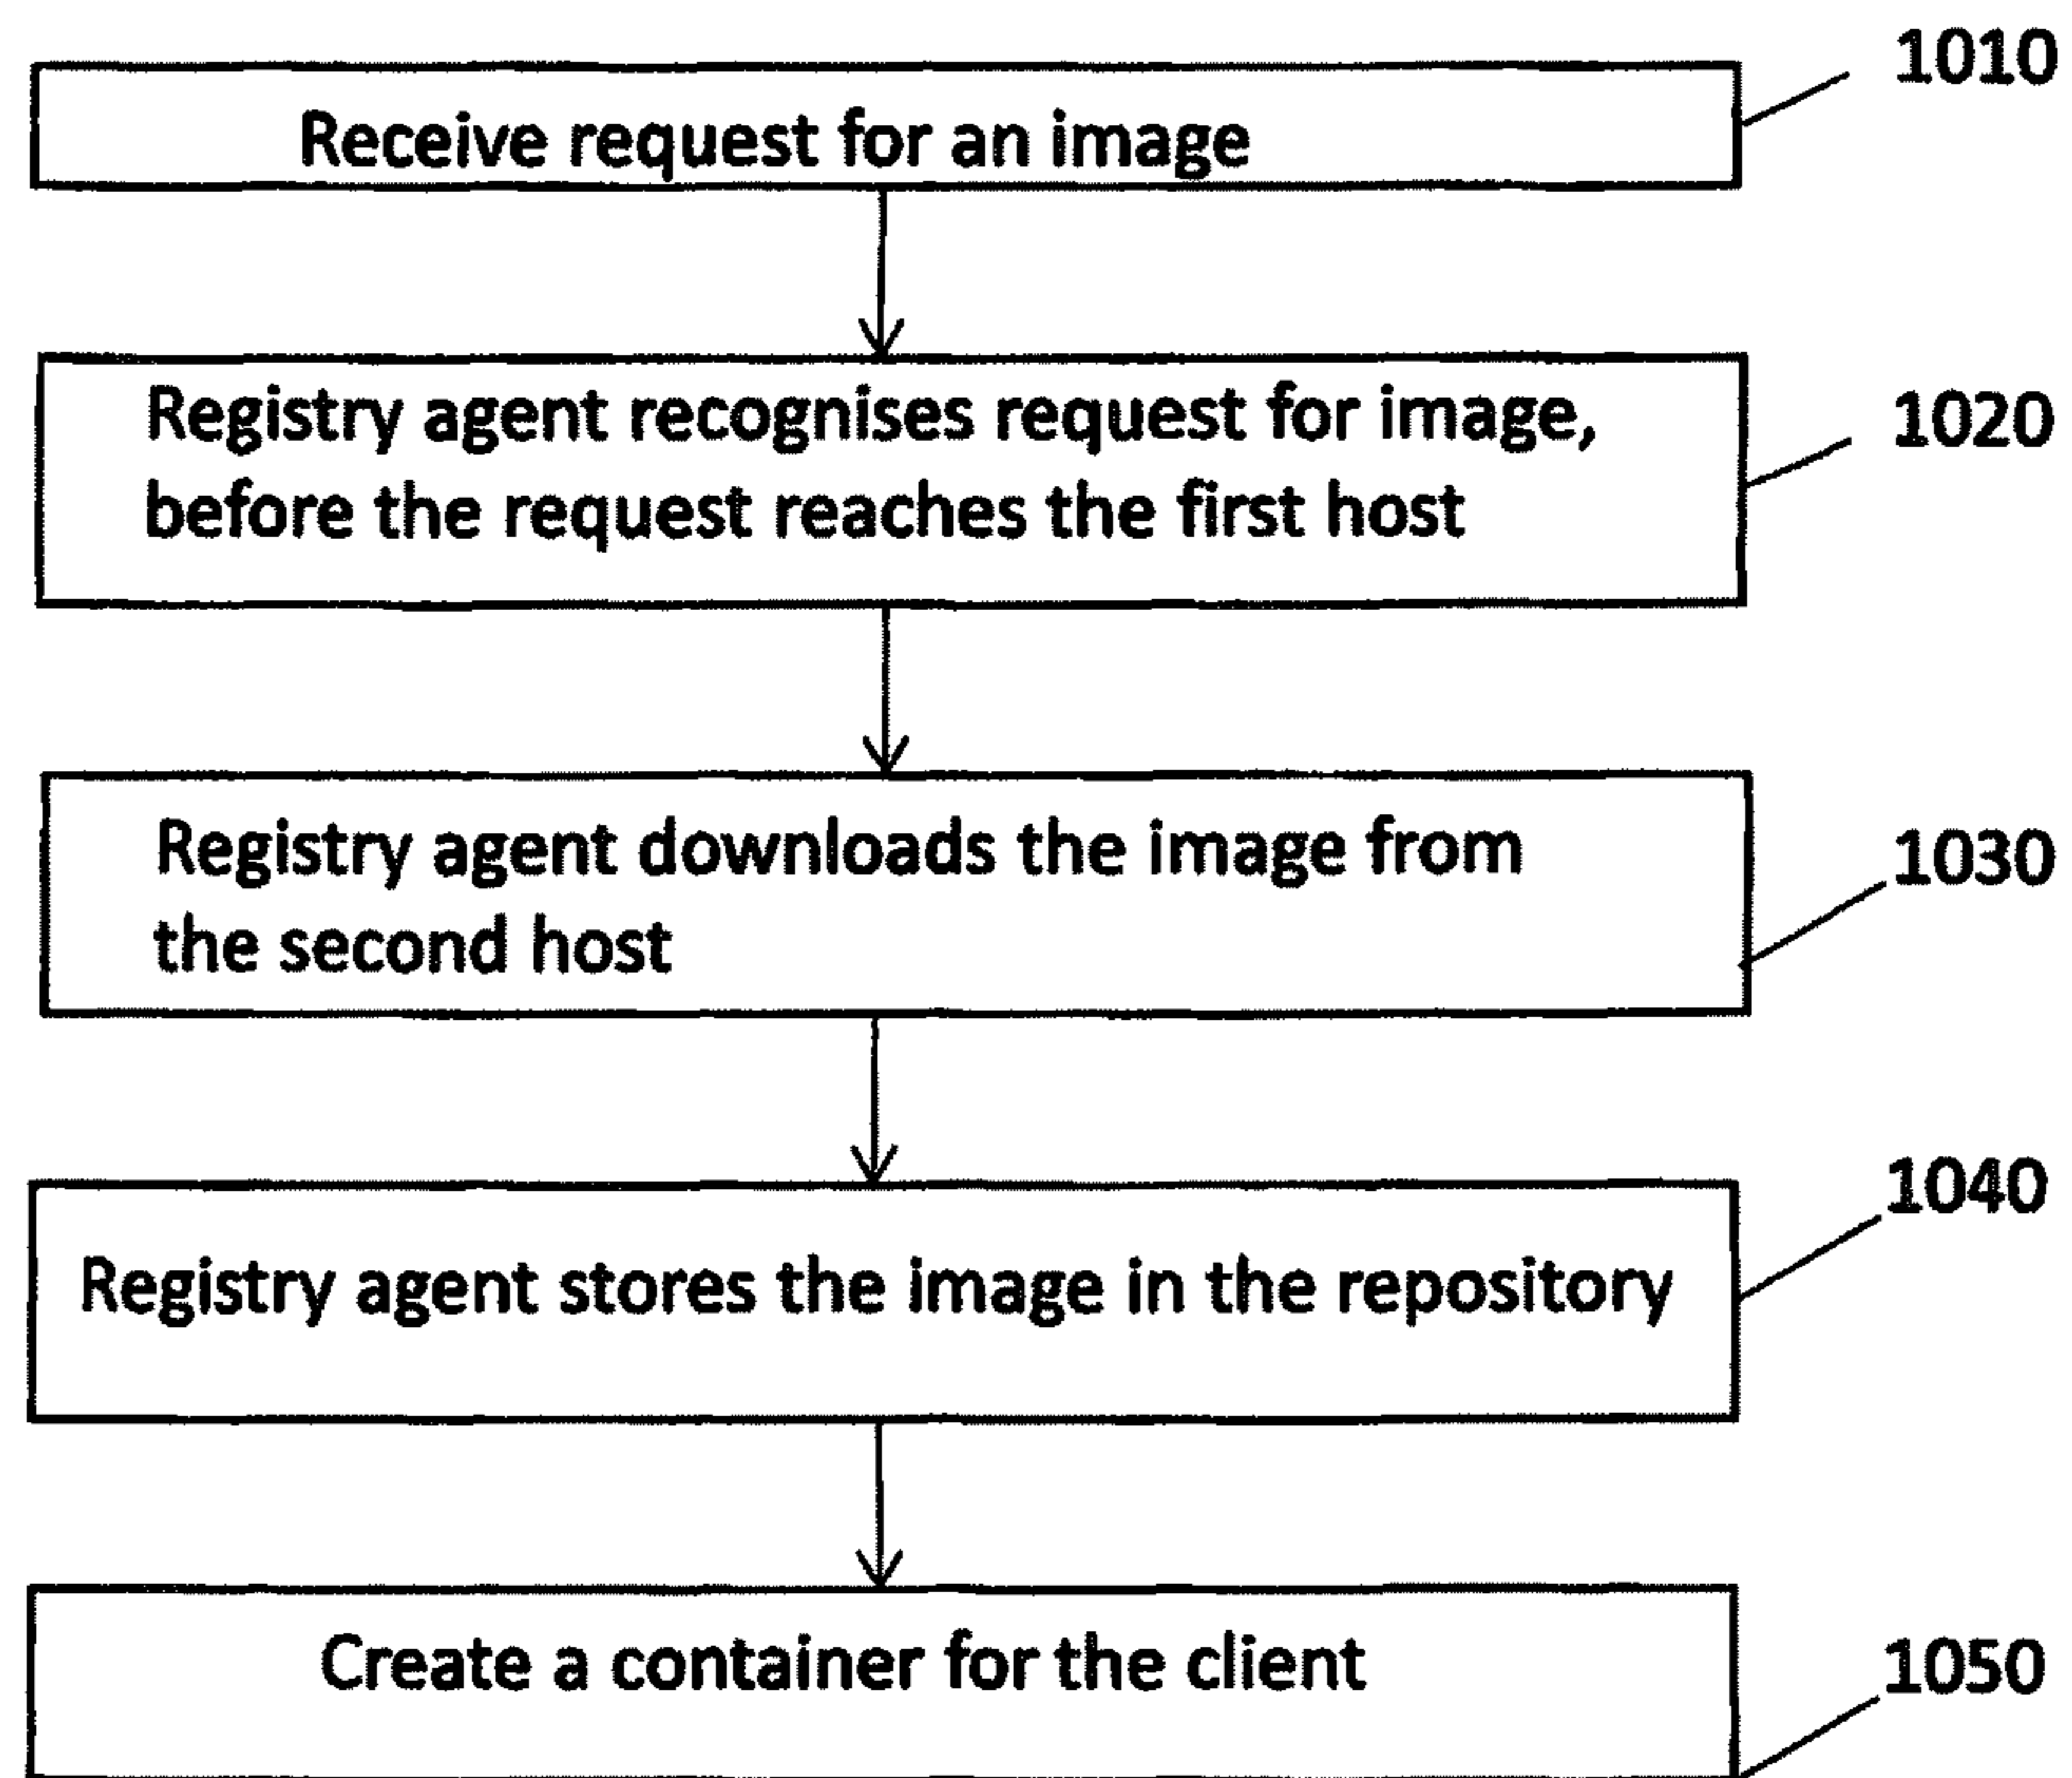 1010
Receive request for an image
Registry agent recognises request for image,
before the request reaches the first host
1020
Registry agent downloads the image from
the second host
1030
1040
Registry agent stores the image in the repository
Create a container for the client
1050